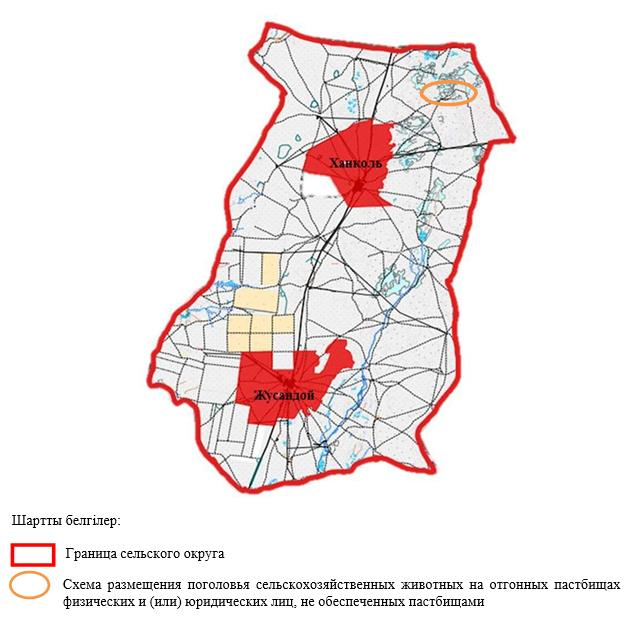 Ханколь
Жусандой
Шартты белгілер:
Граница сельского округа
Схема размещения поголовья сельскохозяйственных животных на отгонных пастбищах
физических и (или) юридических лиц, не обеспеченных пастбищами